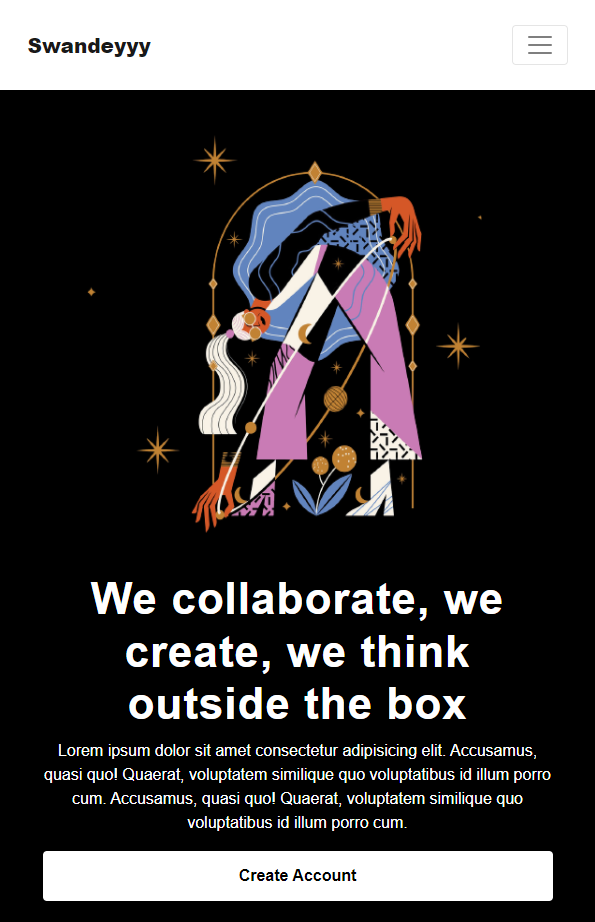 Swandeyyy
We collaborate, we
create, we think
outside the box
Lorem ipsum dolor sit amet consectetur adipisicing elit. Accusamus,
quasi quo! Quaerat, voluptatem similique quo voluptatibus id illum porro
cum. Accusamus, quasi quo! Quaerat, voluptatem similique quo
voluptatibus id illum porro cum.
Create Account